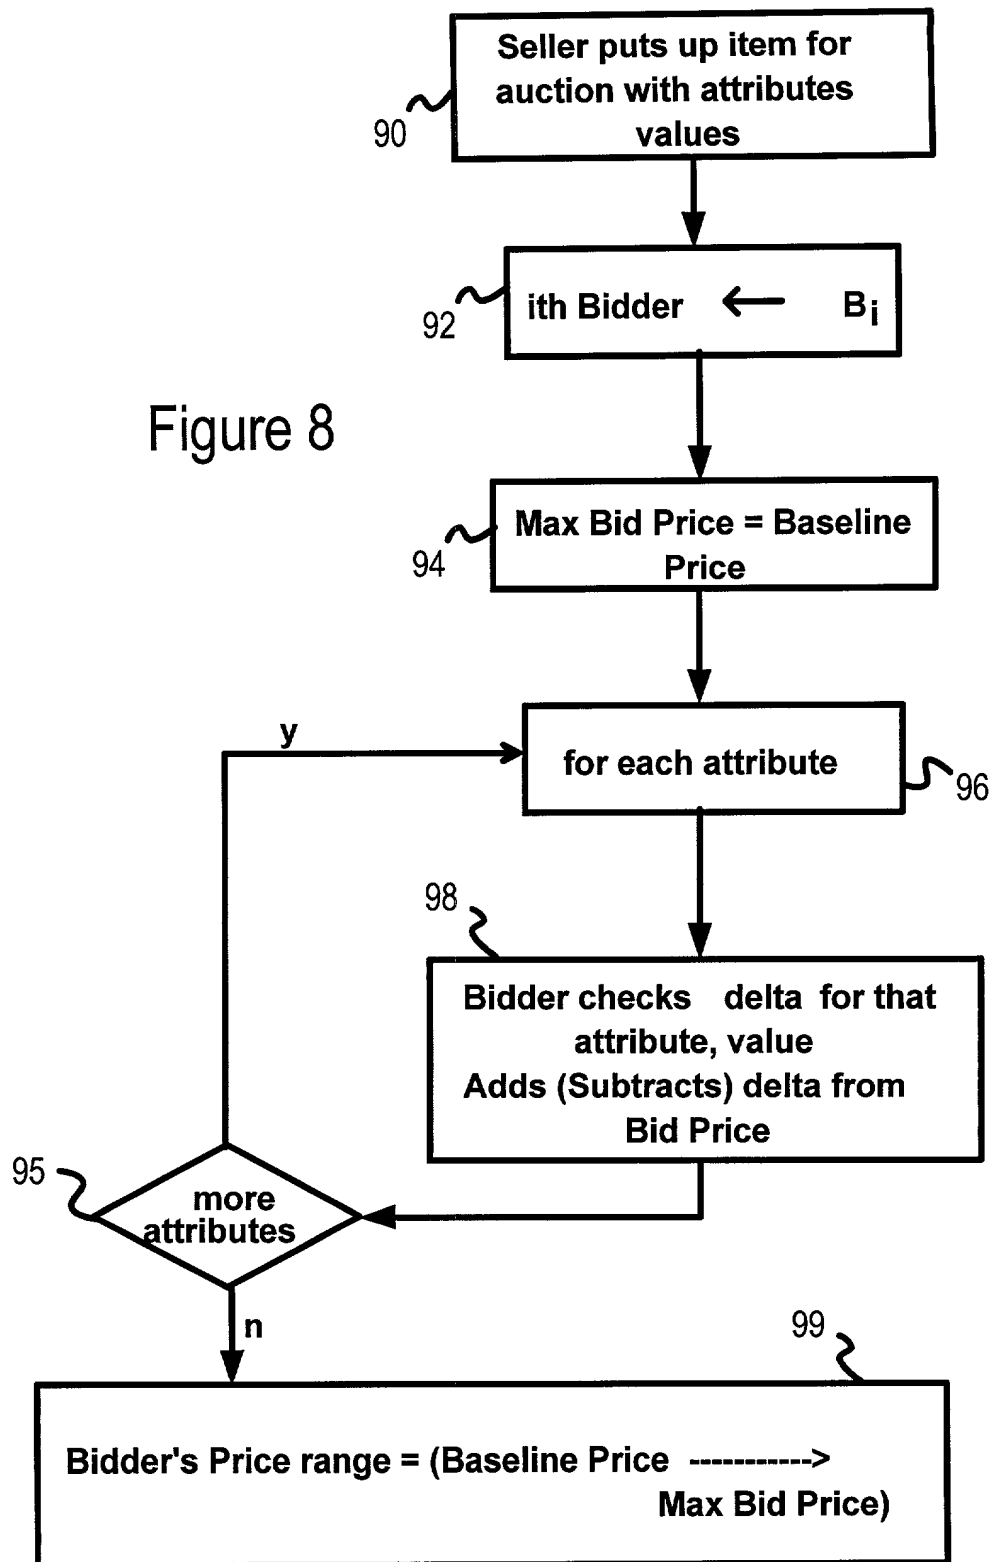 Seller puts up item for
auction with attributes
values
90
ith Bidder ← Bi
92
Figure 8
Max Bid Price = Baseline
Price
94
y
for each attribute
96
98
Bidder checks delta for that
attribute, value
Adds (Subtracts) delta from
Bid Price
95
more
attributes
n
99
Bidder's Price range = (Baseline Price ----------->
Max Bid Price)